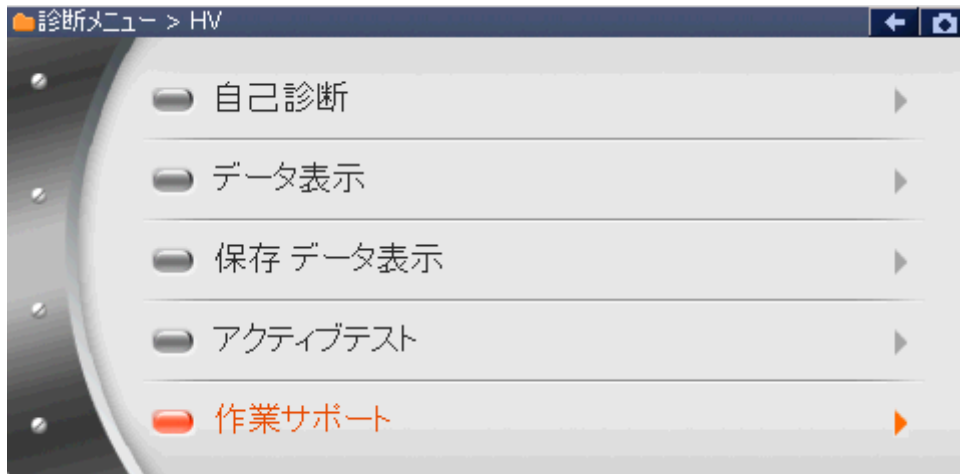 診断メニュー > HV
自己診断
データ表示
保存 データ表示
アクティブテスト
作業サポート